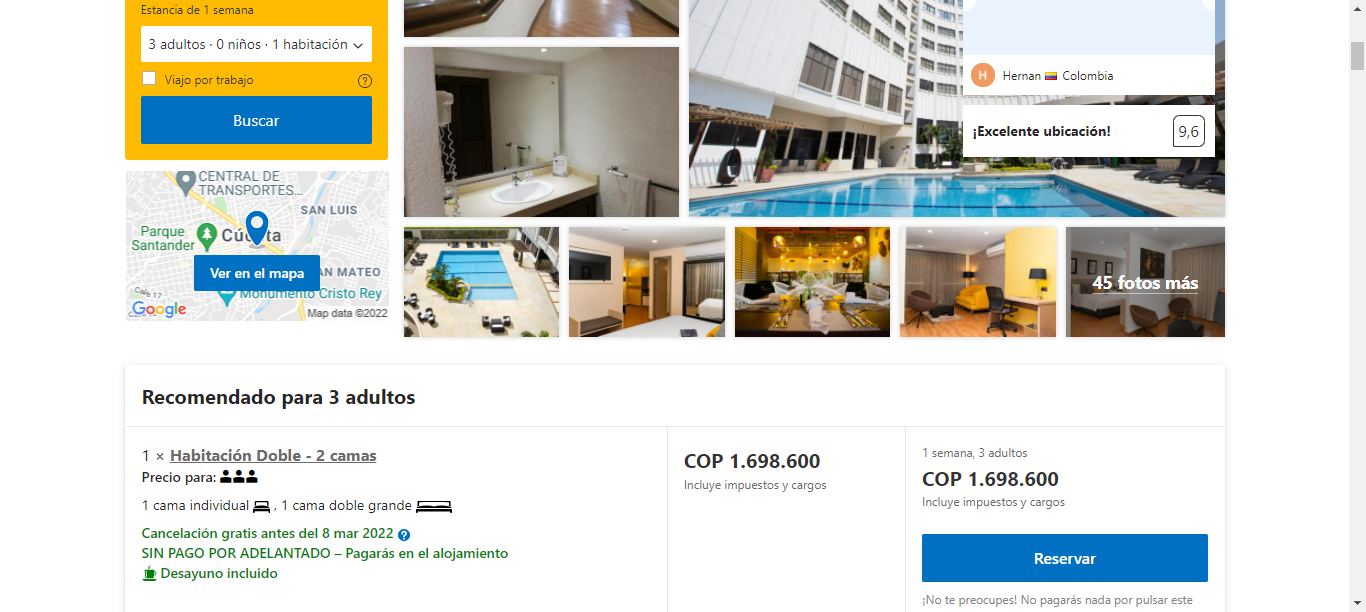 Estancia de 1 semana
3 adultos · 0 niños · 1 habitación
Viajo por trabajo
Buscar
CENTRAL DE
TRANSPORTES...
SAN LUIS
Parque
Santander
Ver en el mapa
AN MATEO
Monumento Cristo Rey
Calle 17
Google
Map data ©2022
H Hernan Colombia
¡Excelente ubicación! 9,6
45 fotos más
Recomendado para 3 adultos
1 × Habitación Doble - 2 camas
Precio para:
1 cama individual , 1 cama doble grande
Cancelación gratis antes del 8 mar 2022
SIN PAGO POR ADELANTADO – Pagarás en el alojamiento
Desayuno incluido
COP 1.698.600
Incluye impuestos y cargos
1 semana, 3 adultos
COP 1.698.600
Incluye impuestos y cargos
Reservar
¡No te preocupes! No pagarás nada por pulsar este